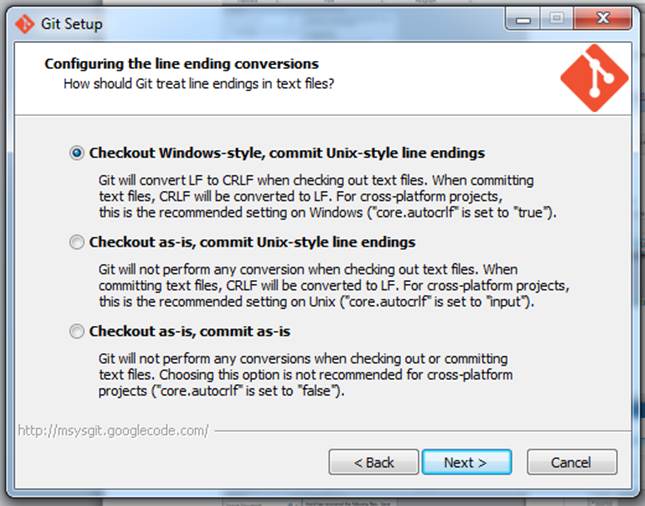 Git Setup
Configuring the line ending conversions
How should Git treat line endings in text files?
Checkout Windows-style, commit Unix-style line endings
Git will convert LF to CRLF when checking out text files. When committing
text files, CRLF will be converted to LF. For cross-platform projects,
this is the recommended setting on Windows ("core.autocrlf" is set to "true").
Checkout as-is, commit Unix-style line endings
Git will not perform any conversion when checking out text files. When
committing text files, CRLF will be converted to LF. For cross-platform projects,
this is the recommended setting on Unix ("core.autocrlf" is set to "input").
Checkout as-is, commit as-is
Git will not perform any conversions when checking out or committing
text files. Choosing this option is not recommended for cross-platform
projects ("core.autocrlf" is set to "false").
http://msysgit.googlecode.com/
< Back
Next >
Cancel